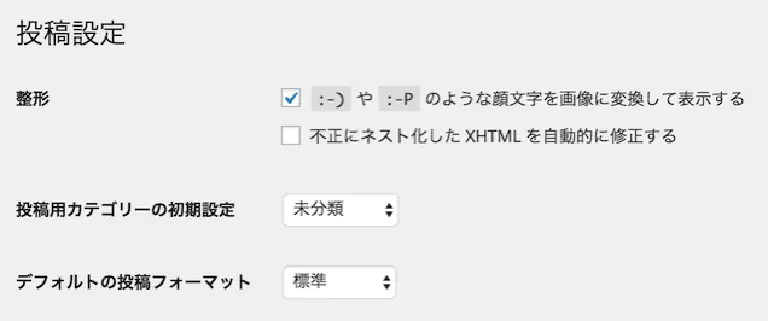 投稿設定
整形
:-) や :-P のような顔文字を画像に変換して表示する
不正にネスト化した XHTML を自動的に修正する
投稿用カテゴリーの初期設定 未分類
デフォルトの投稿フォーマット 標準